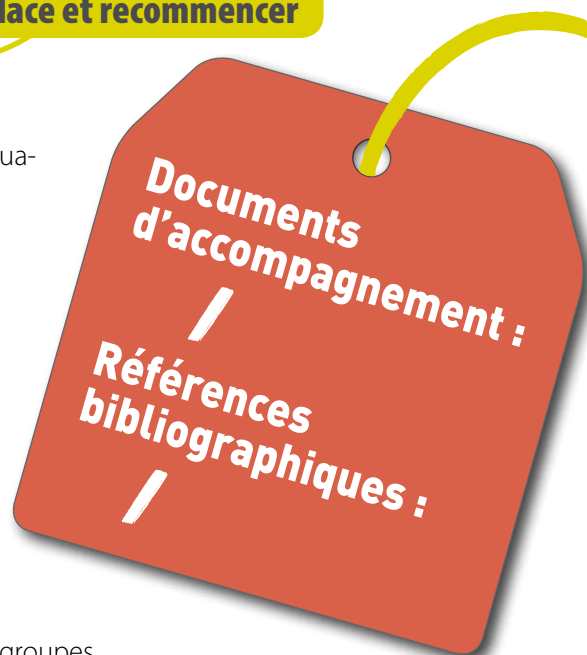 lace et recommencer
ua-
Documents
d'accompagnement :
/
Références
bibliographiques :
/
groupes